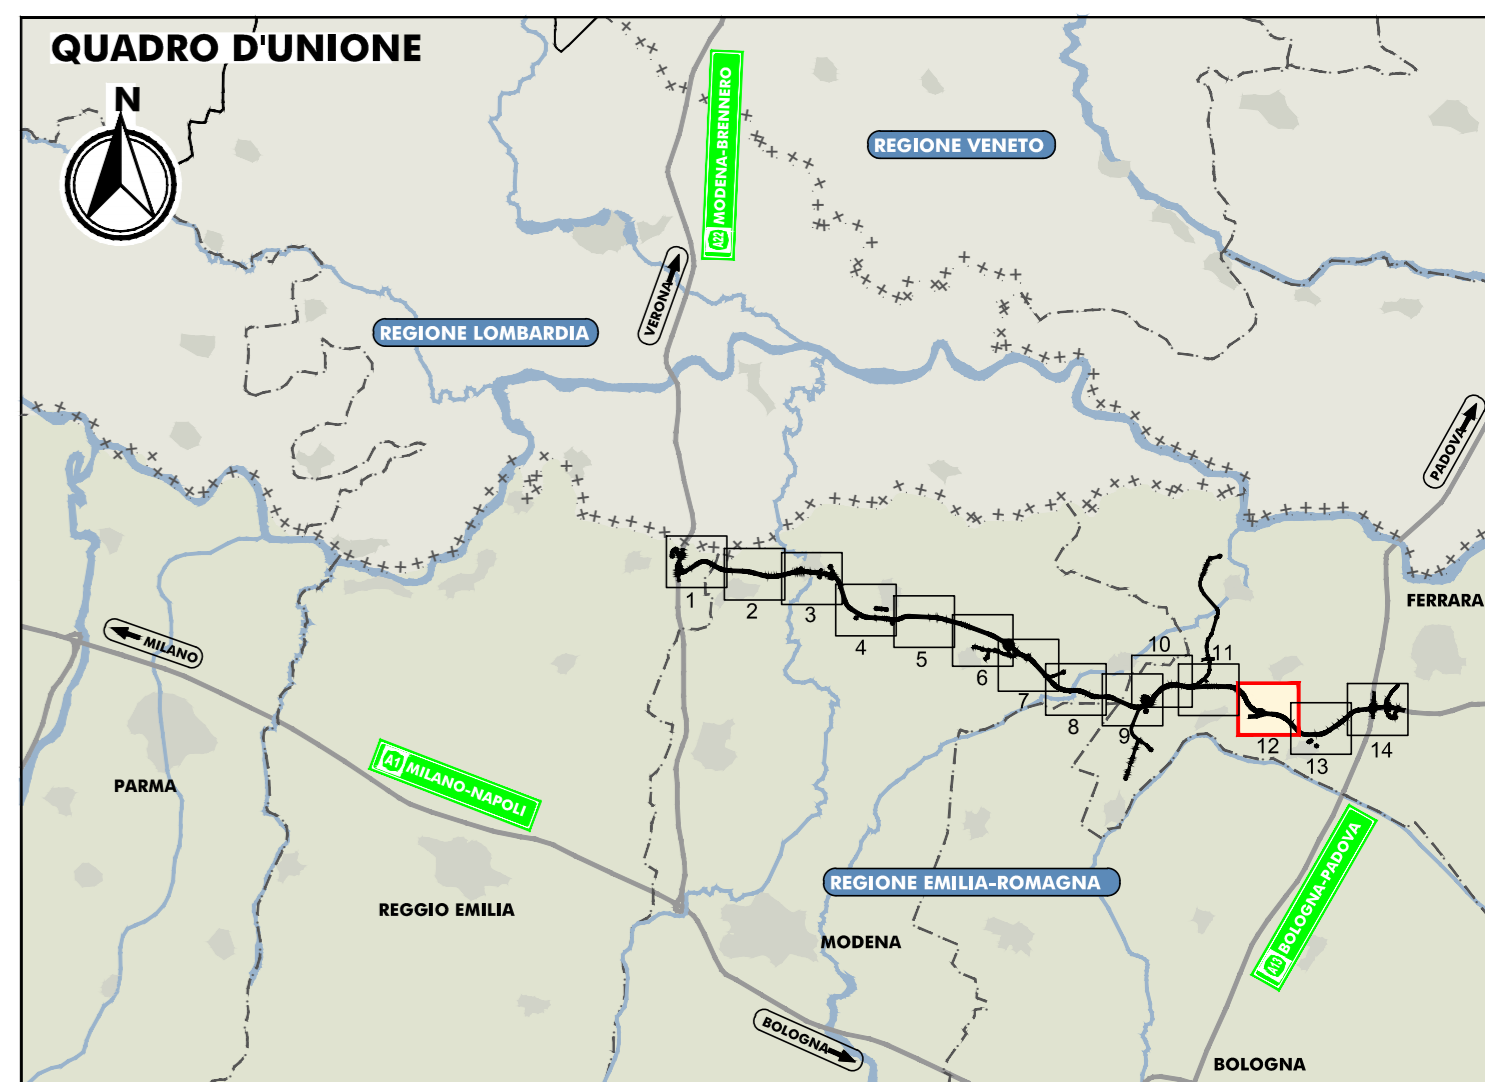 QUADRO D'UNIONE
N
A22 MODENA-BRENNERO
REGIONE VENETO
VERONA
REGIONE LOMBARDIA
PADOVA
FERRARA
1
2
3
4
5
6
7
8
9
10
11
12
13
14
MILANO
PARMA
A1 MILANO-NAPOLI
REGIONE EMILIA-ROMAGNA
A13 BOLOGNA-PADOVA
REGGIO EMILIA
MODENA
BOLOGNA
BOLOGNA